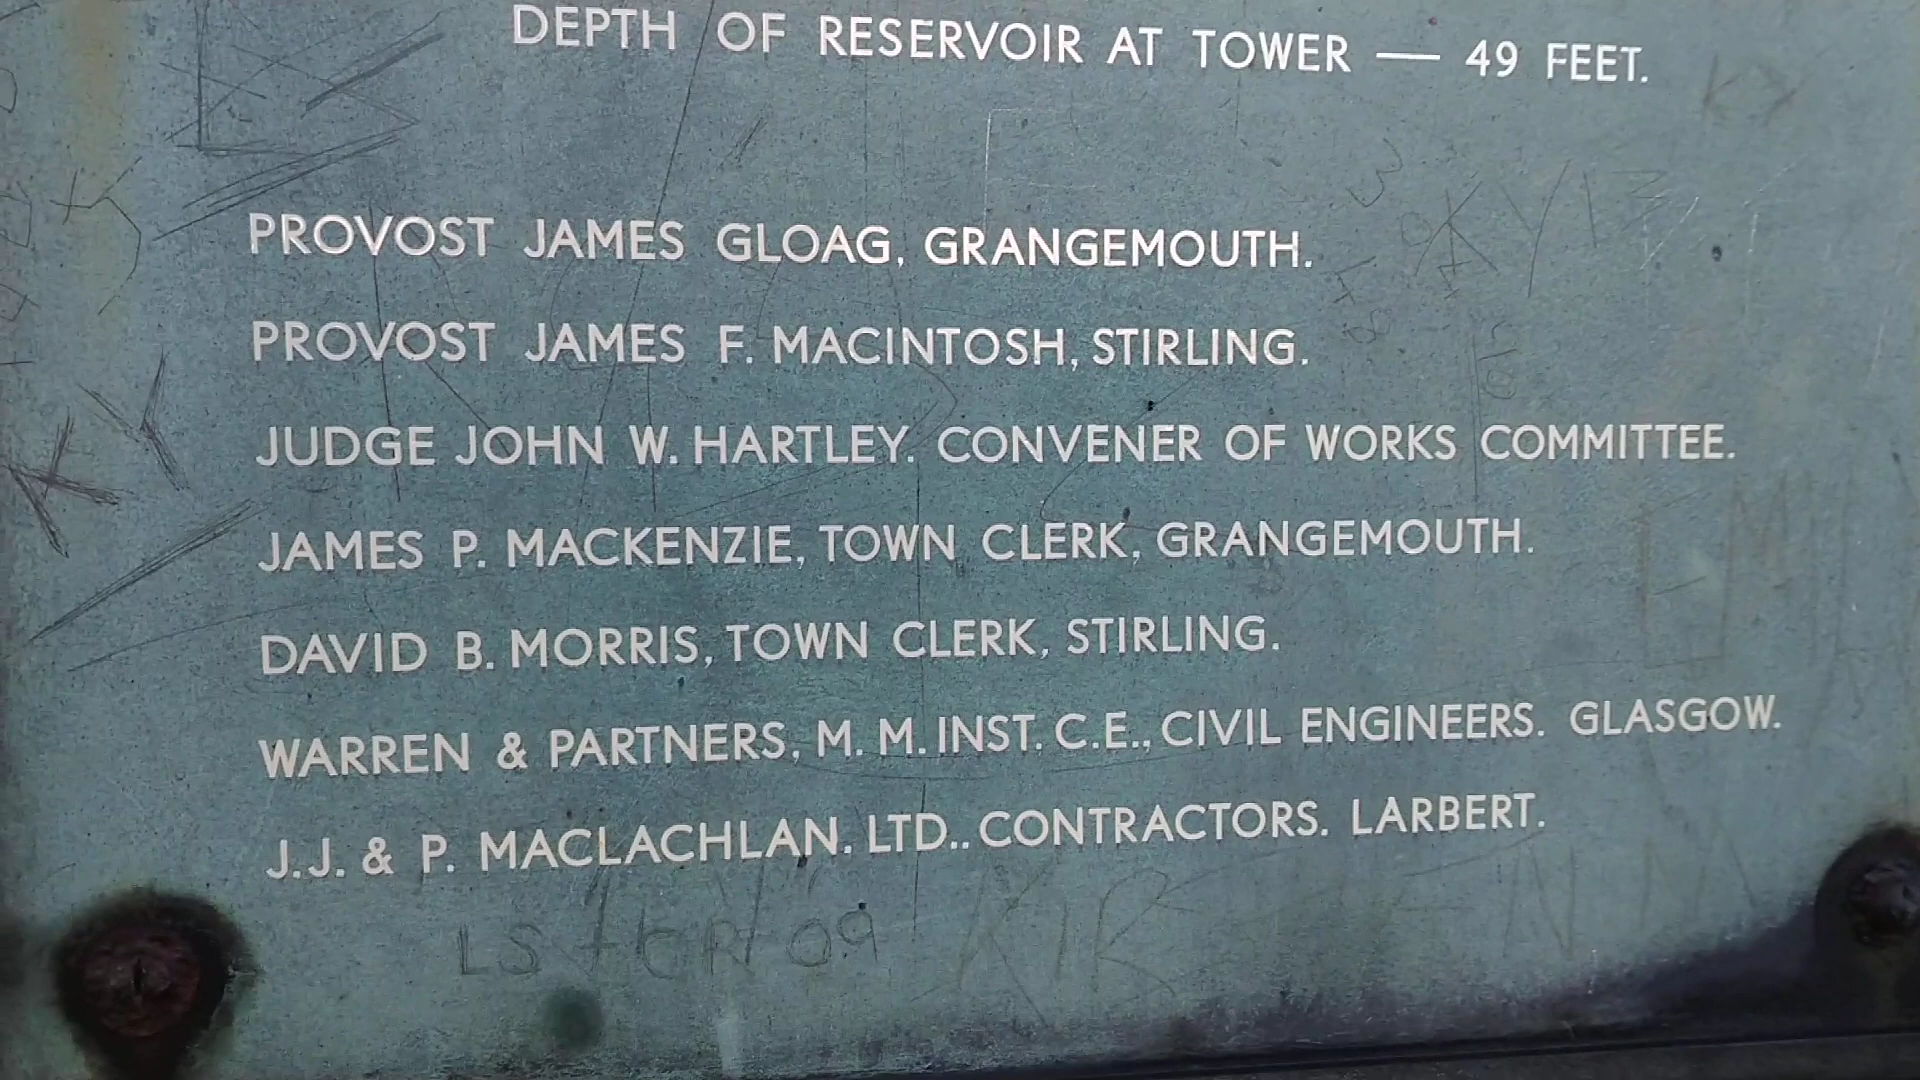 DEPTH OF RESERVOIR AT TOWER — 49 FEET.
PROVOST JAMES GLOAG, GRANGEMOUTH.
PROVOST JAMES F. MACINTOSH, STIRLING.
JUDGE JOHN W. HARTLEY. CONVENER OF WORKS COMMITTEE.
JAMES P. MACKENZIE, TOWN CLERK, GRANGEMOUTH.
DAVID B. MORRIS, TOWN CLERK, STIRLING.
WARREN & PARTNERS, M. M. INST. C.E., CIVIL ENGINEERS. GLASGOW.
J.J. & P. MACLACHLAN. LTD.. CONTRACTORS. LARBERT.